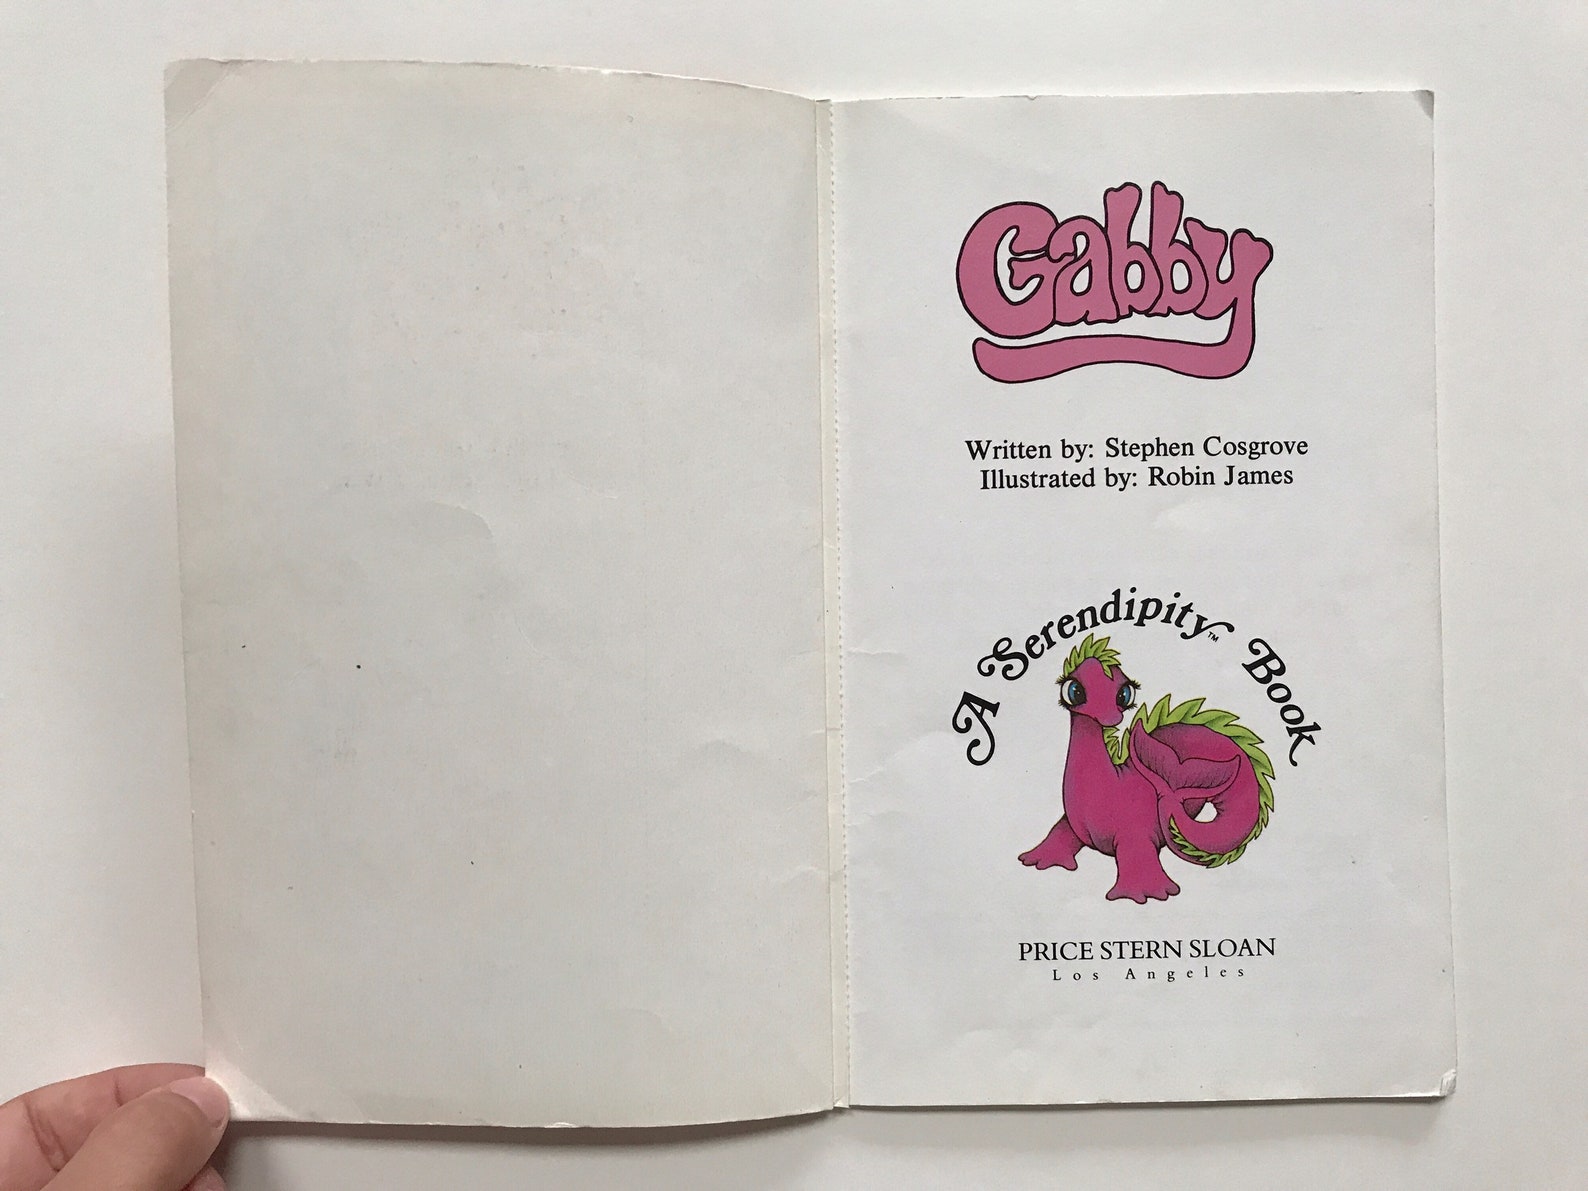 Gabby
Written by: Stephen Cosgrove
Illustrated by: Robin James
A Serendipity™ Book
PRICE STERN SLOAN
Los Angeles